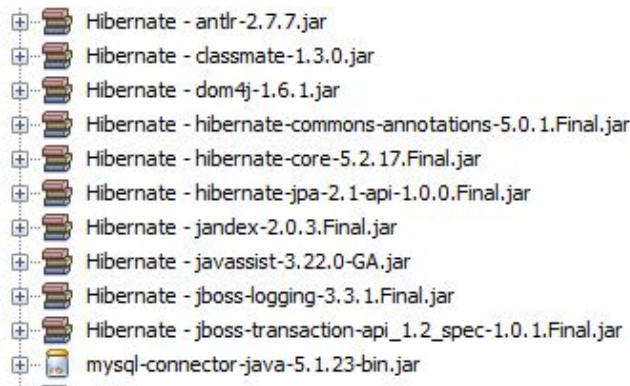 Hibernate - antlr-2.7.7.jar
Hibernate - classmate-1.3.0.jar
Hibernate - dom4j-1.6.1.jar
Hibernate - hibernate-commons-annotations-5.0.1.Final.jar
Hibernate - hibernate-core-5.2.17.Final.jar
Hibernate - hibernate-jpa-2.1-api-1.0.0.Final.jar
Hibernate - jandex-2.0.3.Final.jar
Hibernate - javassist-3.22.0-GA.jar
Hibernate - jboss-logging-3.3.1.Final.jar
Hibernate - jboss-transaction-api_1.2_spec-1.0.1.Final.jar
mysql-connector-java-5.1.23-bin.jar